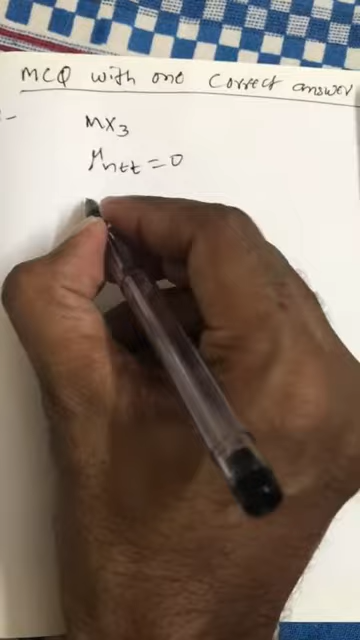 MCQ with one correct answer
:-
MX3
μnet = 0